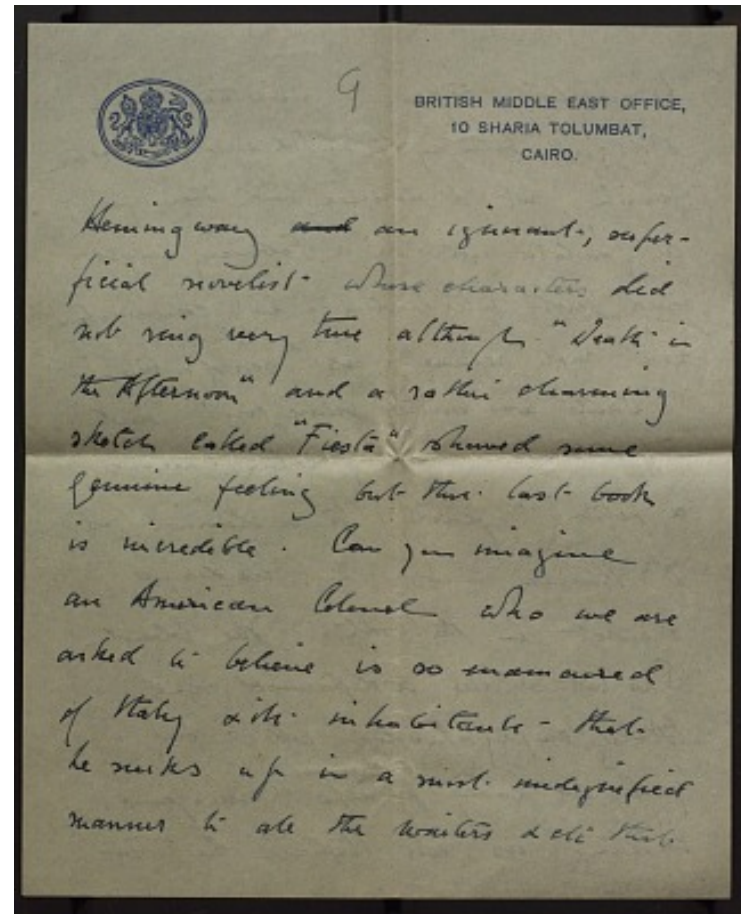 9
BRITISH MIDDLE EAST OFFICE,
10 SHARIA TOLUMBAT,
CAIRO.
Hemingway and an ignorant, super-
ficial novelist whose characters did
not ring very true although "Death in
the Afternoon" and a rather charming
sketch called "Fiesta" showed some
genuine feeling but this last book
is incredible. Can you imagine
an American Colonel who we are
asked to believe is so enamoured
of Italy & its inhabitants - that
he sucks up in a most undignified
manner to all the waiters & that